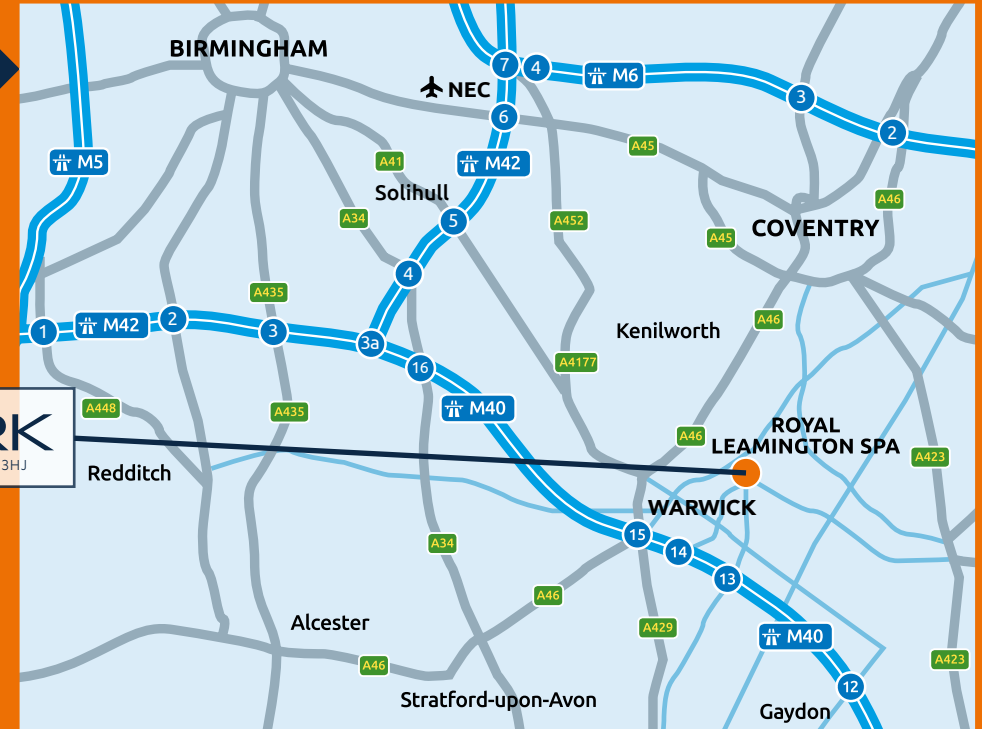 BIRMINGHAM
7
4
M6
NEC
3
6
2
A45
M5
A41
M42
Solihull
A46
A34
5
A452
COVENTRY
A45
4
A435
A46
1
M42
2
3
3a
Kenilworth
16
A4177
A448
A435
M40
ROYAL
LEAMINGTON SPA
A46
RK
3HJ
A423
Redditch
WARWICK
15
A34
14
13
A46
Alcester
A429
M40
A46
A423
12
Stratford-upon-Avon
Gaydon